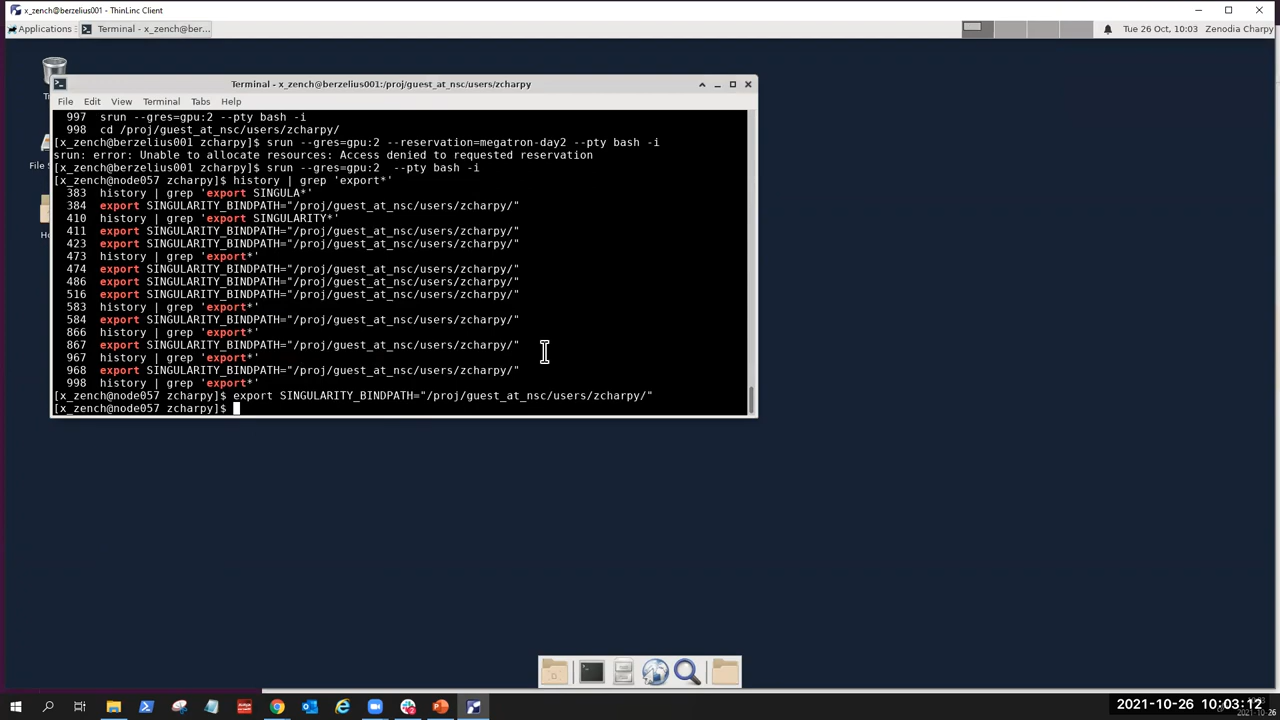 x_zench@berzelius001 - ThinLinc Client
Applications
Terminal - x_zench@ber...
Tue 26 Oct, 10:03
Zenodia Charpy
Terminal - x_zench@berzelius001:/proj/guest_at_nsc/users/zcharpy
File Edit View Terminal Tabs Help
997 srun --gres=gpu:2 --pty bash -i
998 cd /proj/guest_at_nsc/users/zcharpy/
[x_zench@berzelius001 zcharpy]$ srun --gres=gpu:2 --reservation=megatron-day2 --pty bash -i
srun: error: Unable to allocate resources: Access denied to requested reservation
[x_zench@berzelius001 zcharpy]$ srun --gres=gpu:2  --pty bash -i
[x_zench@node057 zcharpy]$ history | grep 'export*'
383 history | grep 'export SINGULA*'
384 export SINGULARITY_BINDPATH="/proj/guest_at_nsc/users/zcharpy/"
410 history | grep 'export SINGULARITY*'
411 export SINGULARITY_BINDPATH="/proj/guest_at_nsc/users/zcharpy/"
423 export SINGULARITY_BINDPATH="/proj/guest_at_nsc/users/zcharpy/"
473 history | grep 'export*'
474 export SINGULARITY_BINDPATH="/proj/guest_at_nsc/users/zcharpy/"
486 export SINGULARITY_BINDPATH="/proj/guest_at_nsc/users/zcharpy/"
516 export SINGULARITY_BINDPATH="/proj/guest_at_nsc/users/zcharpy/"
583 history | grep 'export*'
584 export SINGULARITY_BINDPATH="/proj/guest_at_nsc/users/zcharpy/"
866 history | grep 'export*'
867 export SINGULARITY_BINDPATH="/proj/guest_at_nsc/users/zcharpy/"
967 history | grep 'export*'
968 export SINGULARITY_BINDPATH="/proj/guest_at_nsc/users/zcharpy/"
998 history | grep 'export*'
[x_zench@node057 zcharpy]$ export SINGULARITY_BINDPATH="/proj/guest_at_nsc/users/zcharpy/"
[x_zench@node057 zcharpy]$
2021-10-26 10:03:12